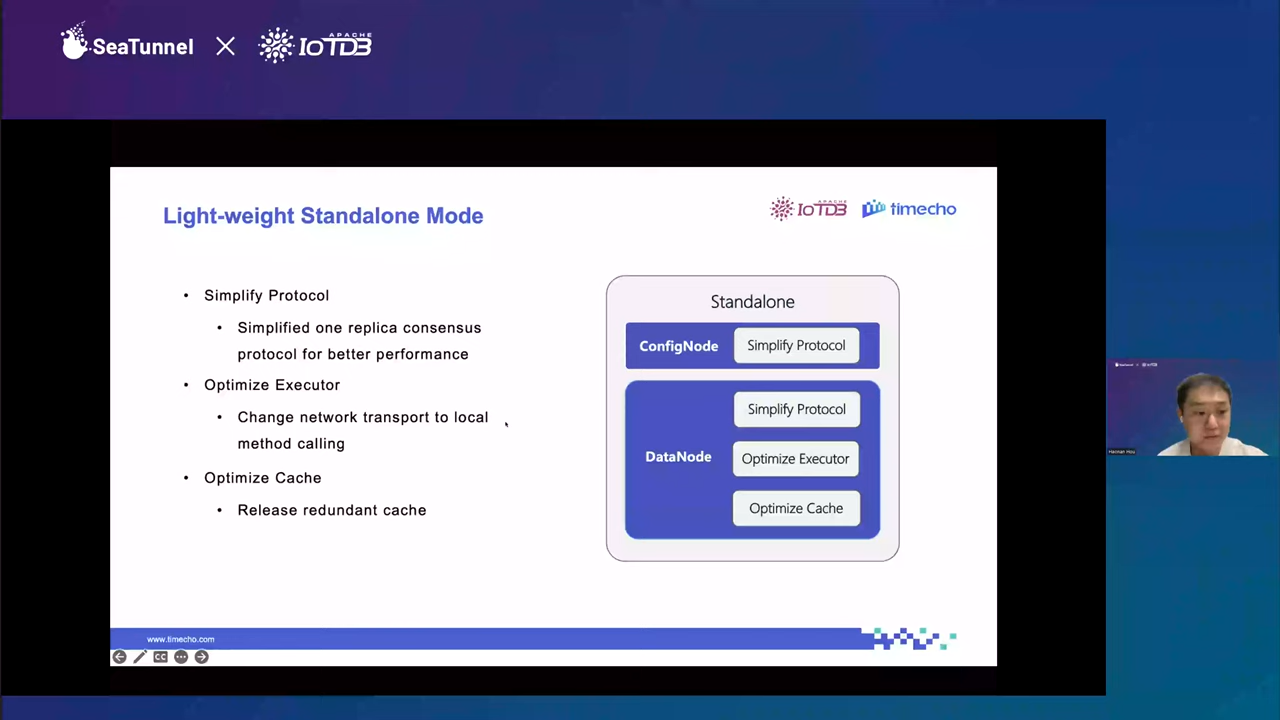 SeaTunnel
APACHE
IOTDB
Light-weight Standalone Mode
APACHE
IOTDB
timecho
• Simplify Protocol
• Simplified one replica consensus
protocol for better performance
• Optimize Executor
• Change network transport to local
method calling
• Optimize Cache
• Release redundant cache
Standalone
ConfigNode
Simplify Protocol
DataNode
Simplify Protocol
Optimize Executor
Optimize Cache
www.timecho.com
CC